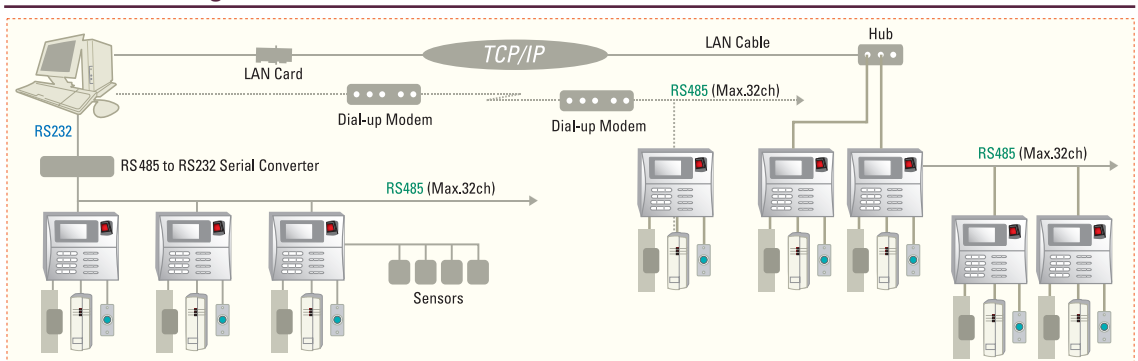 TCP/IP
LAN Cable
Hub
LAN Card
RS485 (Max.32ch)
Dial-up Modem
Dial-up Modem
RS232
RS485 to RS232 Serial Converter
RS485 (Max.32ch)
RS485 (Max.32ch)
Sensors